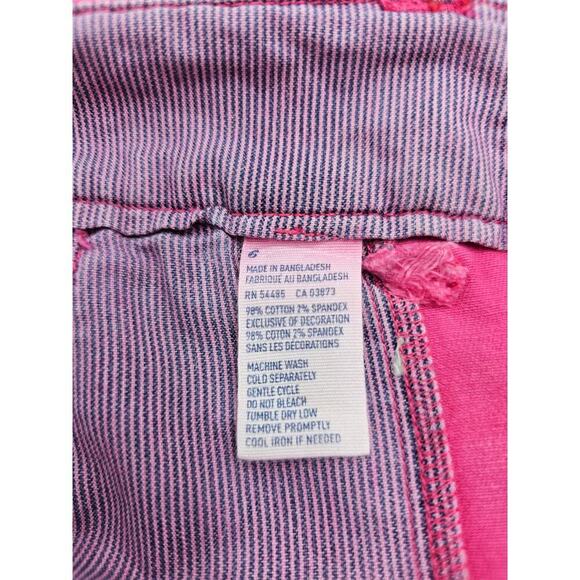 6
MADE IN BANGLADESH
FABRIQUE AU BANGLADESH
RN 54485 CA 03873
98% COTTON 2% SPANDEX
EXCLUSIVE OF DECORATION
98% COTON 2% SPANDEX
SANS LES DÉCORATIONS
MACHINE WASH
COLD SEPARATELY
GENTLE CYCLE
DO NOT BLEACH
TUMBLE DRY LOW
REMOVE PROMPTLY
COOL IRON IF NEEDED